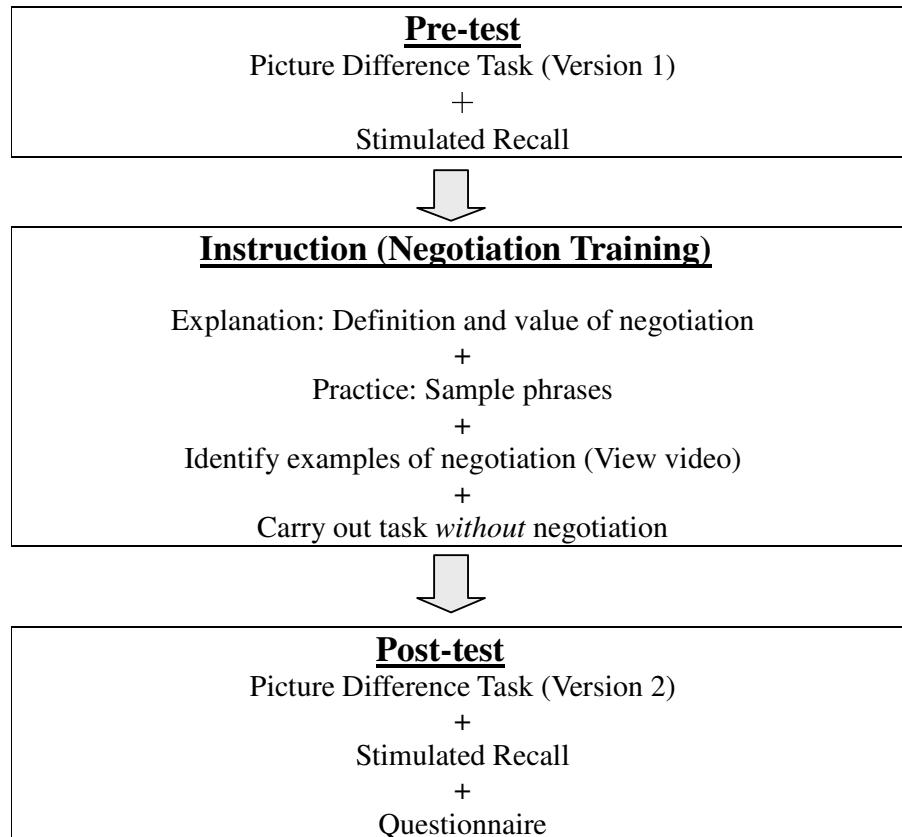 Pre-test
Picture Difference Task (Version 1)
+
Stimulated Recall
Instruction (Negotiation Training)
Explanation: Definition and value of negotiation
+
Practice: Sample phrases
+
Identify examples of negotiation (View video)
+
Carry out task without negotiation
Post-test
Picture Difference Task (Version 2)
+
Stimulated Recall
+
Questionnaire